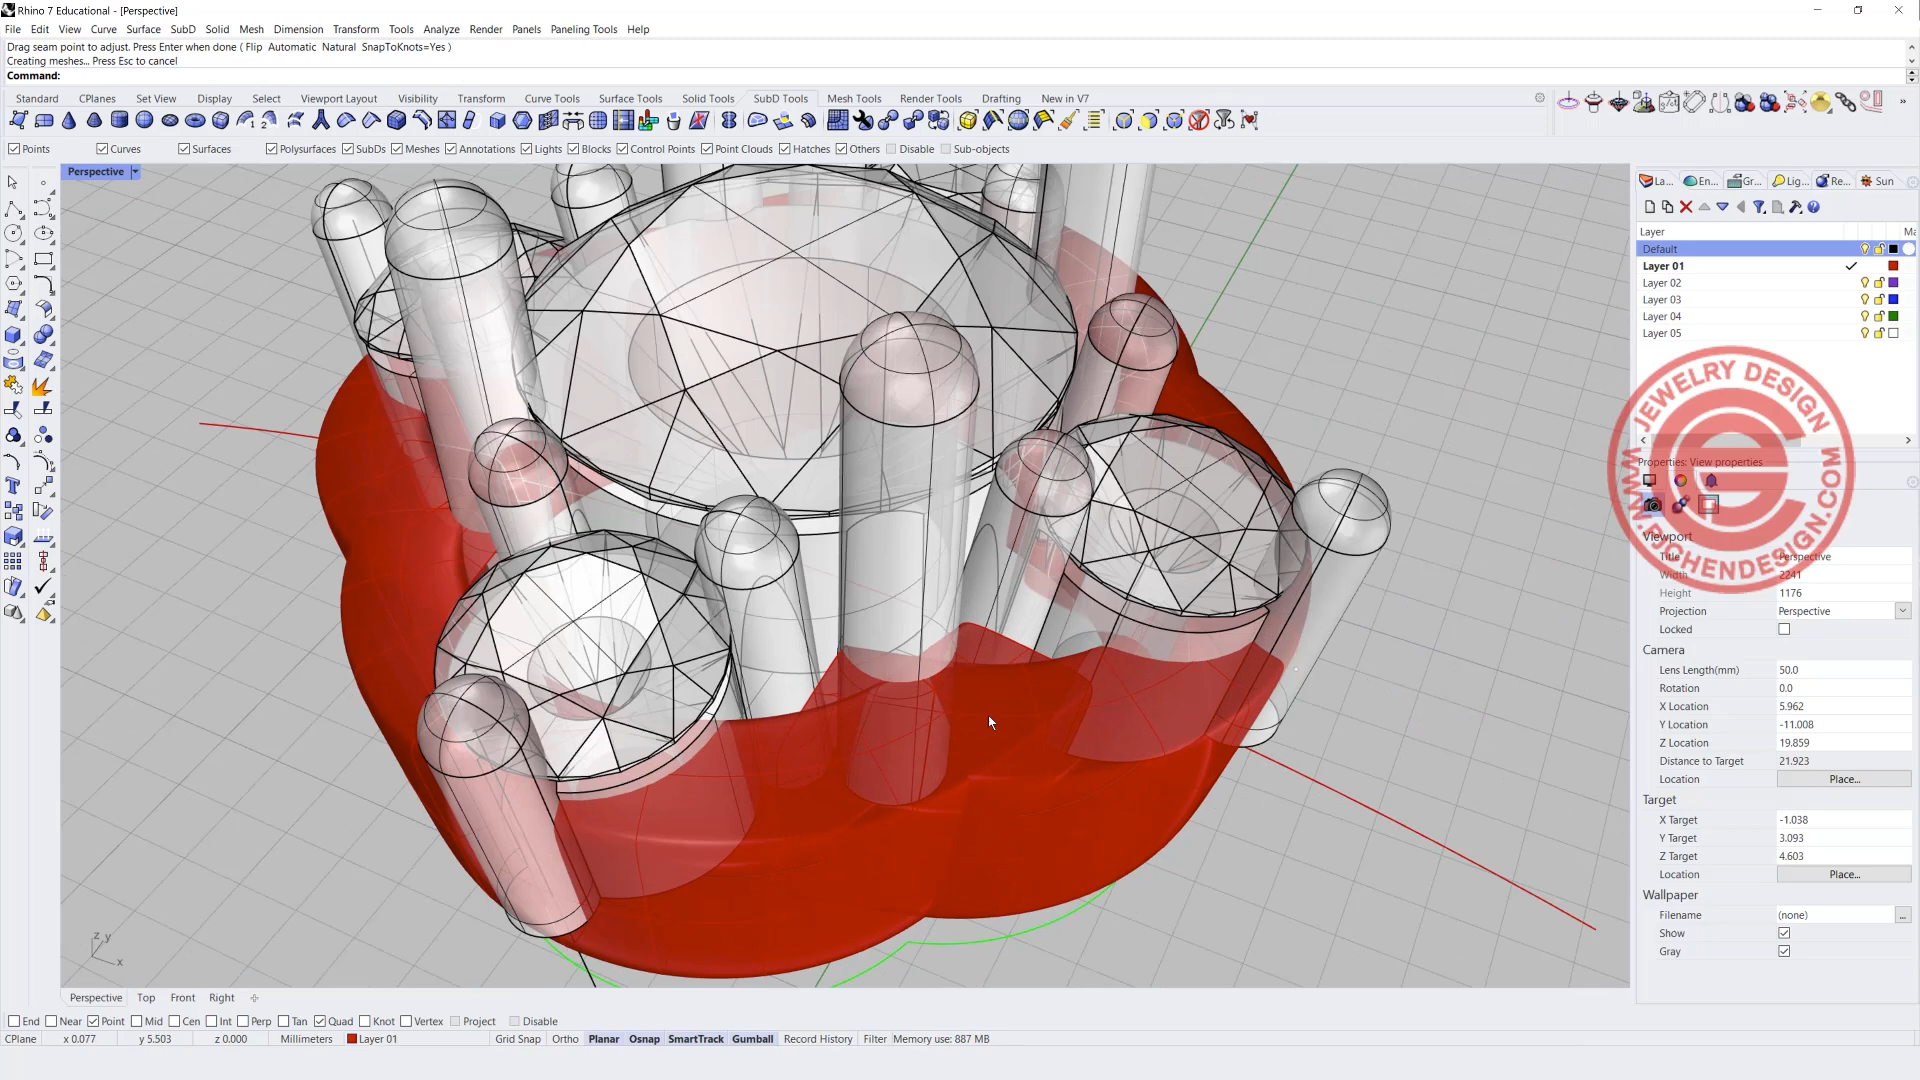 Rhino 7 Educational - [Perspective]
File Edit View Curve Surface SubD Solid Mesh Dimension Transform Tools Analyze Render Panels Paneling Tools Help
Drag seam point to adjust. Press Enter when done ( Flip Automatic Natural SnapToKnots=Yes )
Creating meshes... Press Esc to cancel
Command:
Standard CPlanes Set View Display Select Viewport Layout Visibility Transform Curve Tools Surface Tools Solid Tools SubD Tools Mesh Tools Render Tools Drafting New in V7
Points Curves Surfaces Polysurfaces SubDs Meshes Annotations Lights Blocks Control Points Point Clouds Hatches Others Disable Sub-objects
Perspective
La... En... Gr... Lig... Re... Sun
Layer Ma
Default
Layer 01
Layer 02
Layer 03
Layer 04
Layer 05
JEWELRY DESIGN
WWW.PJCHENDESIGN.COM
Properties: View properties
Viewport
Title Perspective
Width 2241
Height 1176
Projection Perspective
Locked
Camera
Lens Length(mm) 50.0
Rotation 0.0
X Location 5.962
Y Location -11.008
Z Location 19.859
Distance to Target 21.923
Location Place...
Target
X Target -1.038
Y Target 3.093
Z Target 4.603
Location Place...
Wallpaper
Filename (none) ...
Show
Gray
z y
x
Perspective Top Front Right
End Near Point Mid Cen Int Perp Tan Quad Knot Vertex Project Disable
CPlane x 0.077 y 5.503 z 0.000 Millimeters Layer 01 Grid Snap Ortho Planar Osnap SmartTrack Gumball Record History Filter Memory use: 887 MB